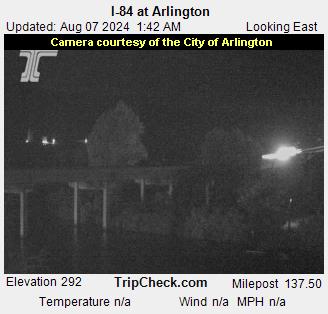 I-84 at Arlington
Updated: Aug 07 2024 1:42 AM Looking East
Camera courtesy of the City of Arlington
Elevation 292 TripCheck.com Milepost 137.50
Temperature n/a Wind n/a MPH n/a